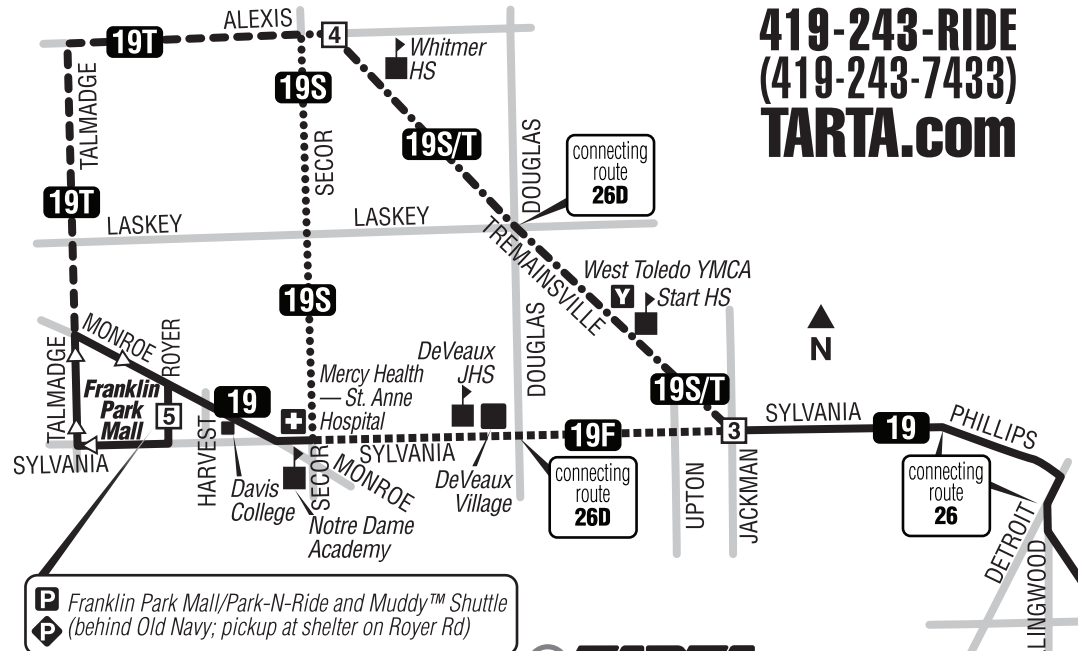 ALEXIS
19T
4
Whitmer
HS
419-243-RIDE
(419-243-7433)
TARTA.com
TALMADGE
19S
SECOR
19S/T
DOUGLAS
connecting
route
26D
19T
LASKEY
LASKEY
TREMAINSVILLE
West Toledo YMCA
Y
Start HS
19S
N
MONROE
ROYER
DOUGLAS
DeVeaux
JHS
TALMADGE
Franklin
Park
Mall
5
19
Mercy Health
— St. Anne
Hospital
19S/T
SYLVANIA
HARVEST
Davis
College
SECOR
SYLVANIA
MONROE
Notre Dame
Academy
DeVeaux
Village
19F
connecting
route
26D
3
SYLVANIA
19
PHILLIPS
UPTON
JACKMAN
connecting
route
26
DETROIT
LINGWOOD
P Franklin Park Mall/Park-N-Ride and Muddy™ Shuttle
P (behind Old Navy; pickup at shelter on Royer Rd)